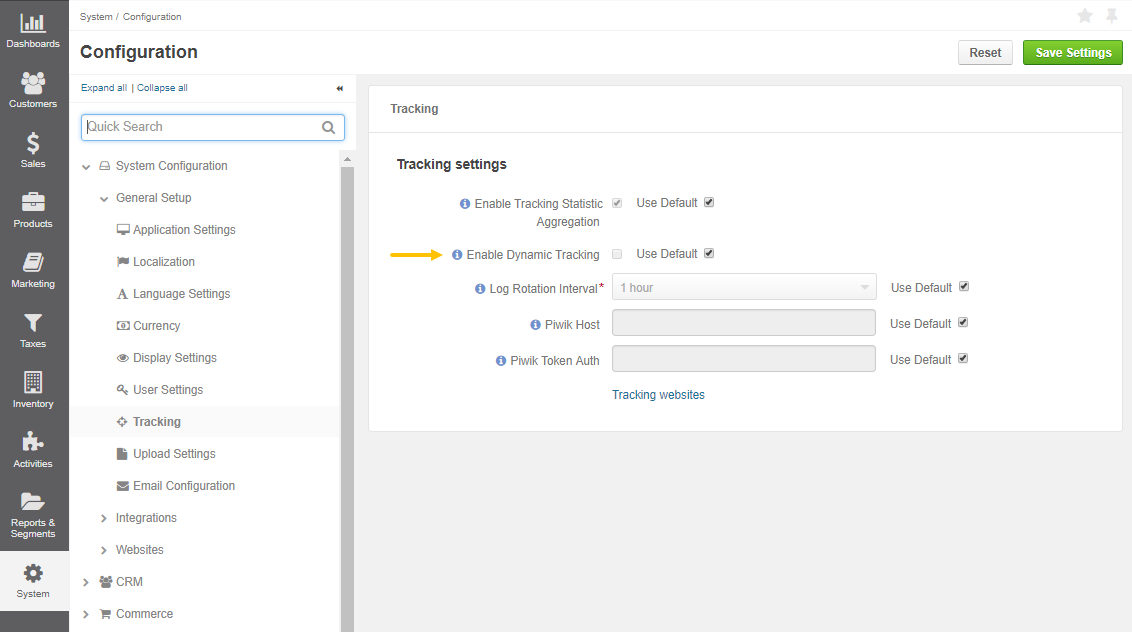 Dashboards
Customers
Sales
Products
Marketing
Taxes
Inventory
Activities
Reports &
Segments
System
System / Configuration
Configuration
Reset
Save Settings
Expand all | Collapse all
Quick Search
System Configuration
General Setup
Application Settings
Localization
Language Settings
Currency
Display Settings
User Settings
Tracking
Upload Settings
Email Configuration
Integrations
Websites
CRM
Commerce
Tracking
Tracking settings
Enable Tracking Statistic Use Default
Aggregation
Enable Dynamic Tracking Use Default
Log Rotation Interval* 1 hour Use Default
Piwik Host Use Default
Piwik Token Auth Use Default
Tracking websites